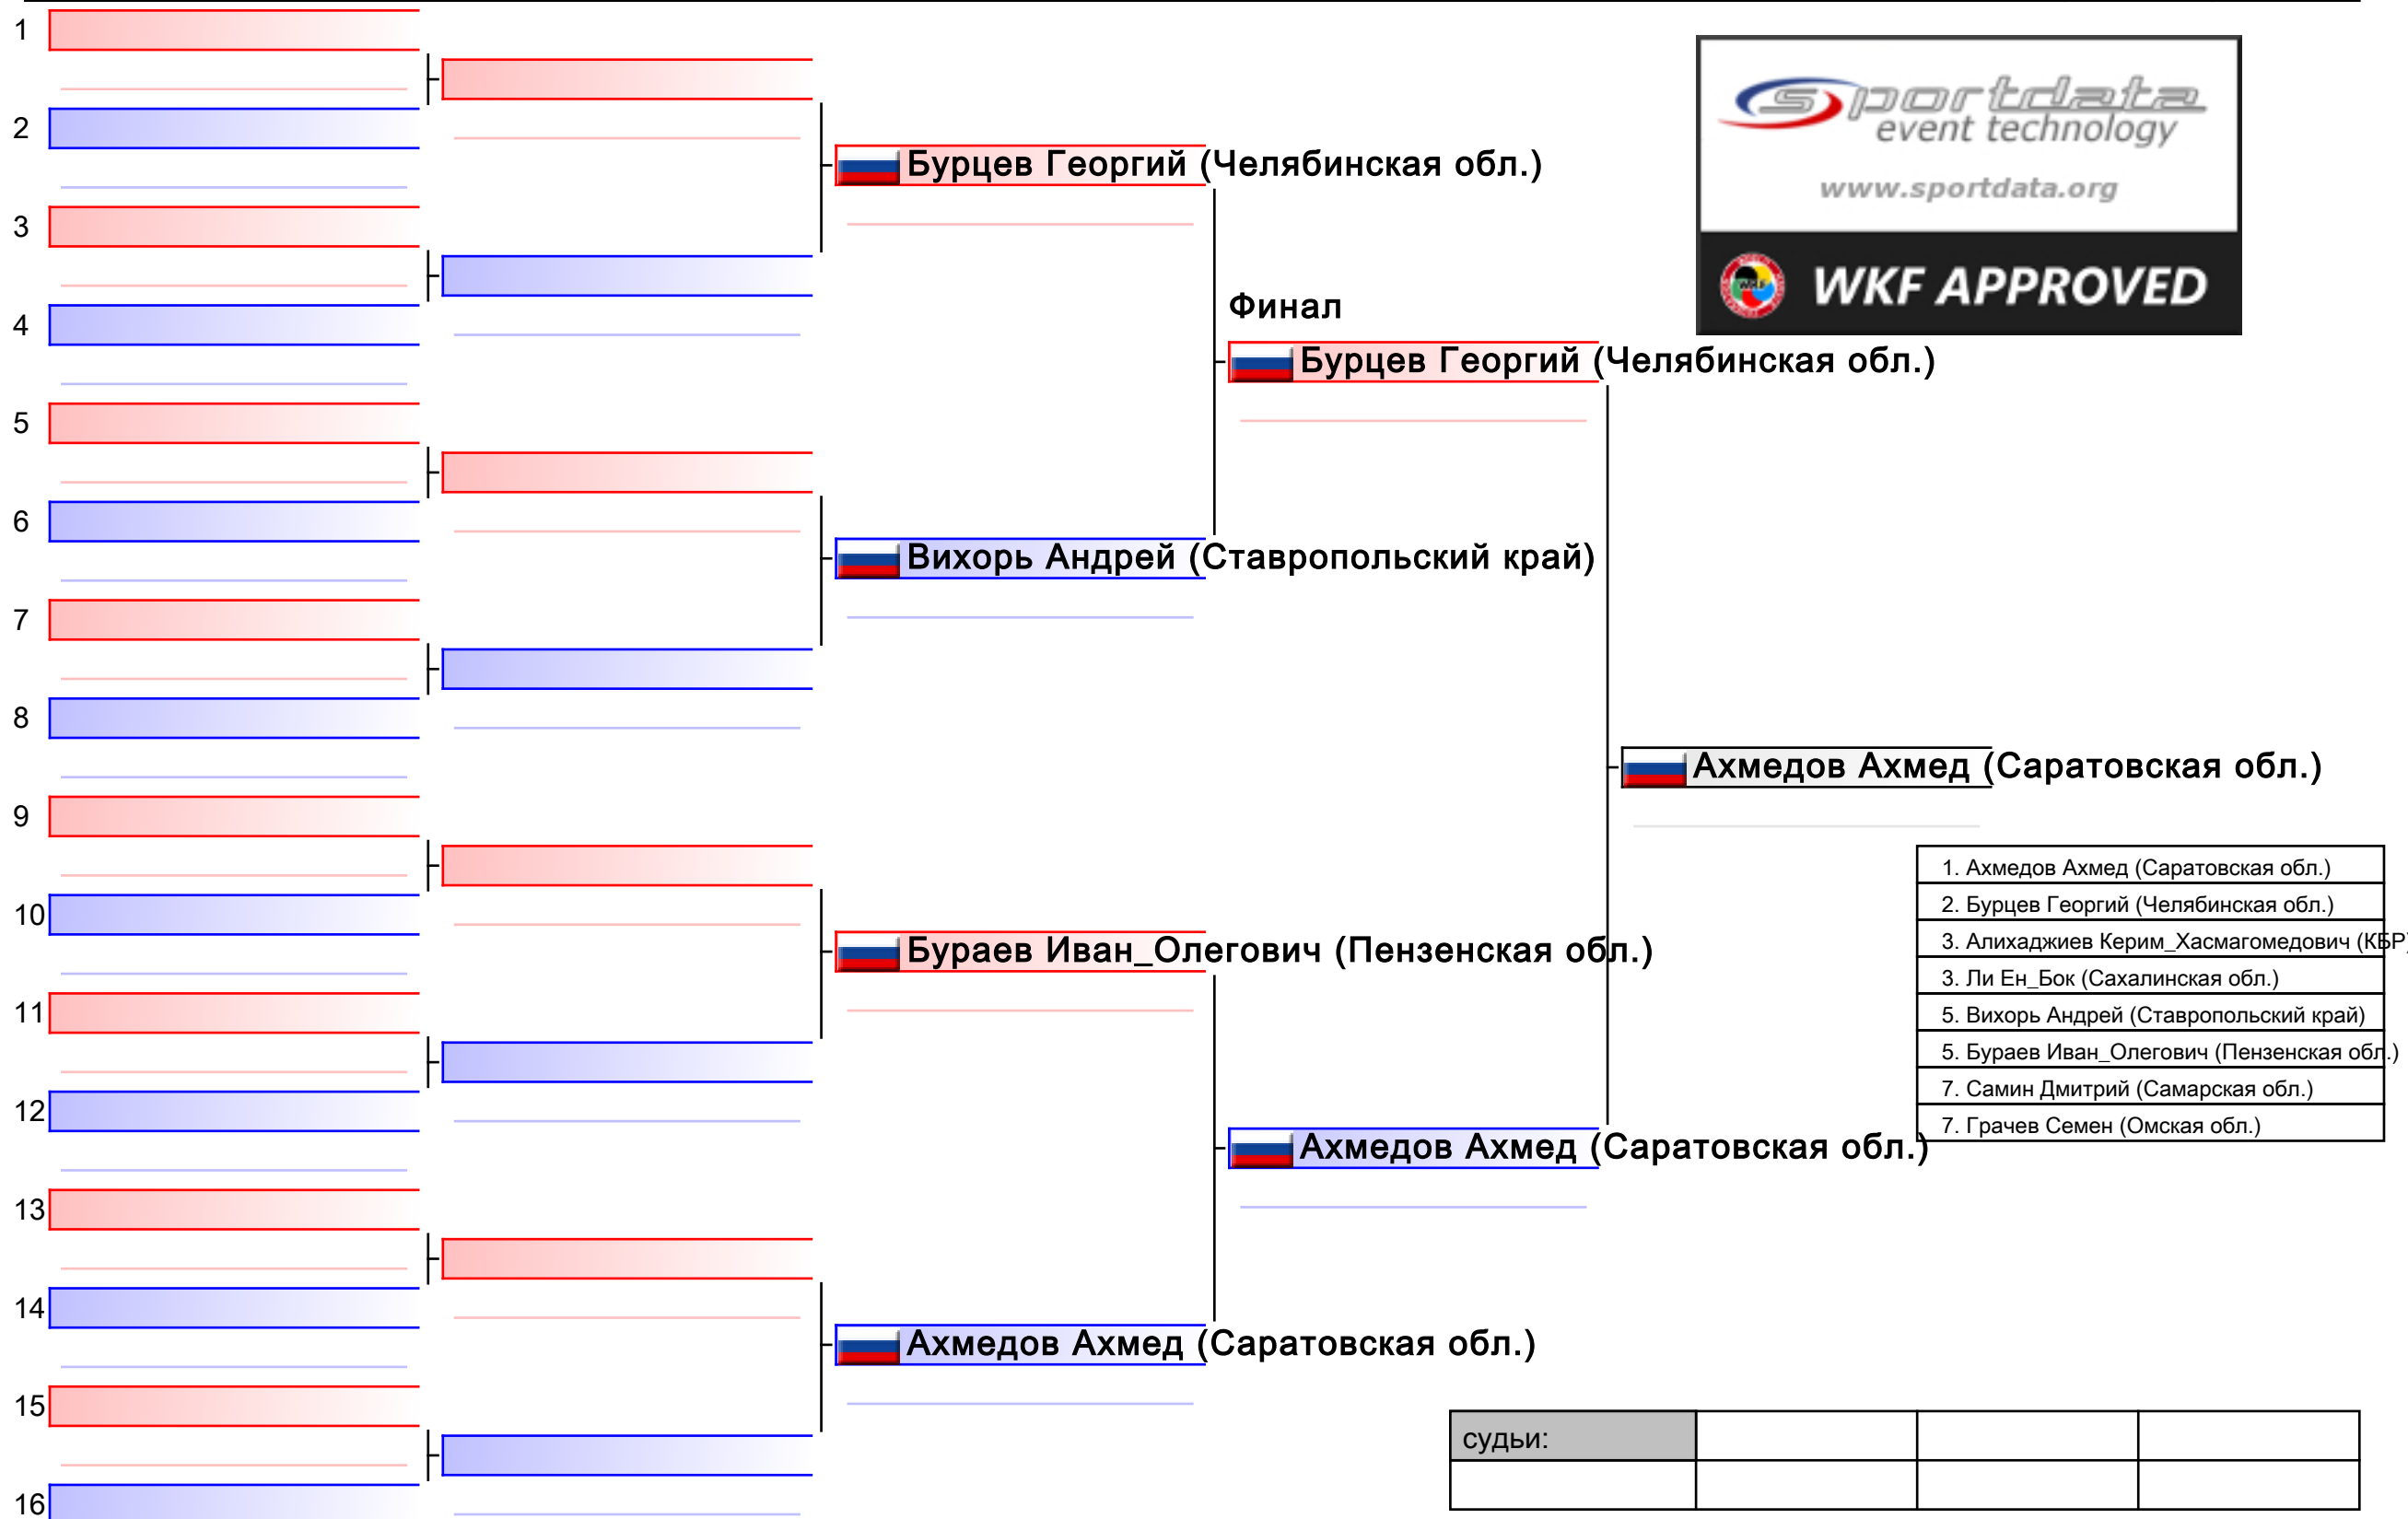 1
2
3
4
5
6
7
8
9
10
11
12
13
14
15
16
Бурцев Георгий (Челябинская обл.)
Вихорь Андрей (Ставропольский край)
Бураев Иван_Олегович (Пензенская обл.)
Ахмедов Ахмед (Саратовская обл.)
Финал
Бурцев Георгий (Челябинская обл.)
Ахмедов Ахмед (Саратовская обл.)
Ахмедов Ахмед (Саратовская обл.)
sportdata
event technology
www.sportdata.org
WKF
WKF APPROVED
1. Ахмедов Ахмед (Саратовская обл.)
2. Бурцев Георгий (Челябинская обл.)
3. Алихаджиев Керим_Хасмагомедович (КБР)
3. Ли Ен_Бок (Сахалинская обл.)
5. Вихорь Андрей (Ставропольский край)
5. Бураев Иван_Олегович (Пензенская обл.)
7. Самин Дмитрий (Самарская обл.)
7. Грачев Семен (Омская обл.)
судьи: